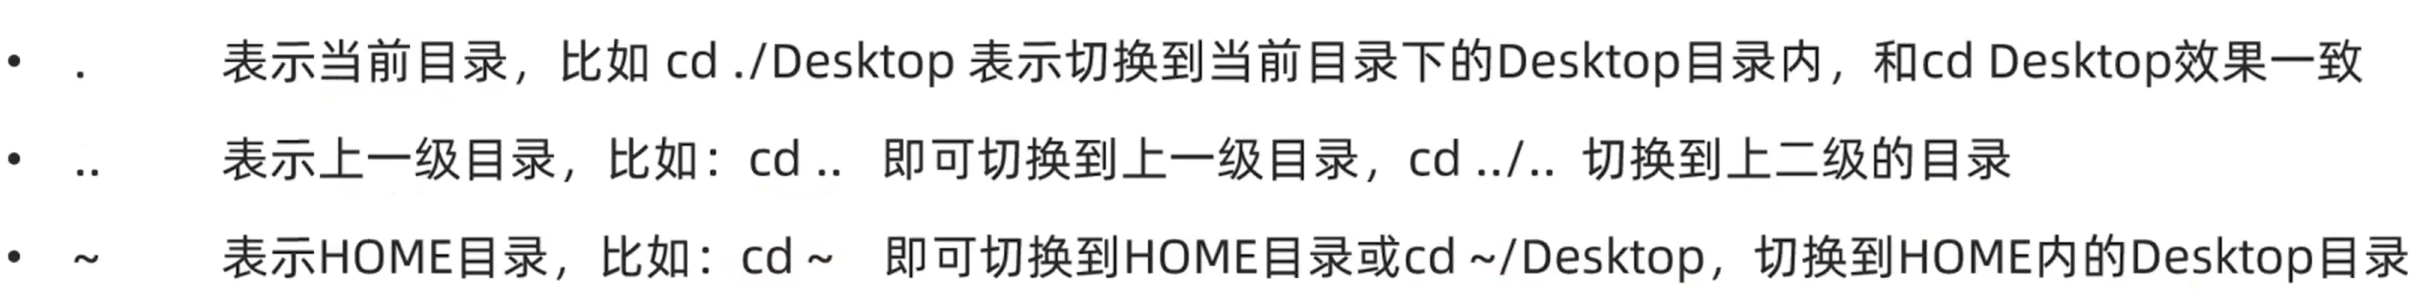 • . 表示当前目录，比如 cd ./Desktop 表示切换到当前目录下的Desktop目录内，和cd Desktop效果一致
• .. 表示上一级目录，比如：cd .. 即可切换到上一级目录，cd ../.. 切换到上二级的目录
• ~ 表示HOME目录，比如：cd ~ 即可切换到HOME目录或cd ~/Desktop，切换到HOME内的Desktop目录